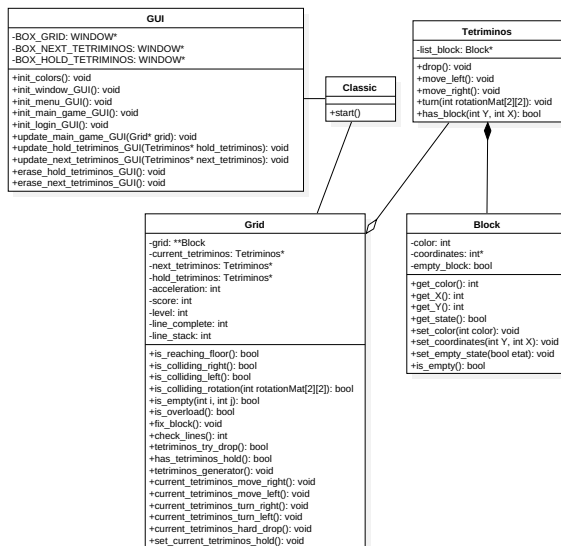 GUI
-BOX_GRID: WINDOW*
-BOX_NEXT_TETRIMINOS: WINDOW*
-BOX_HOLD_TETRIMINOS: WINDOW*
+init_colors(): void
+init_window_GUI(): void
+init_menu_GUI(): void
+init_main_game_GUI(): void
+init_login_GUI(): void
+update_main_game_GUI(Grid* grid): void
+update_hold_tetriminos_GUI(Tetriminos* hold_tetriminos): void
+update_next_tetriminos_GUI(Tetriminos* next_tetriminos): void
+erase_hold_tetriminos_GUI(): void
+erase_next_tetriminos_GUI(): void
Classic
+start()
Tetriminos
-list_block: Block*
+drop(): void
+move_left(): void
+move_right(): void
+turn(int rotationMat[2][2]): void
+has_block(int Y, int X): bool
Grid
-grid: **Block
-current_tetriminos: Tetriminos*
-next_tetriminos: Tetriminos*
-hold_tetriminos: Tetriminos*
-acceleration: int
-score: int
-level: int
-line_complete: int
-line_stack: int
+is_reaching_floor(): bool
+is_colliding_right(): bool
+is_colliding_left(): bool
+is_colliding_rotation(int rotationMat[2][2]): bool
+is_empty(int i, int j): bool
+is_overload(): bool
+fix_block(): void
+check_lines(): int
+tetriminos_try_drop(): bool
+has_tetriminos_hold(): bool
+tetriminos_generator(): void
+current_tetriminos_move_right(): void
+current_tetriminos_move_left(): void
+current_tetriminos_turn_right(): void
+current_tetriminos_turn_left(): void
+current_tetriminos_hard_drop(): void
+set_current_tetriminos_hold(): void
Block
-color: int
-coordinates: int*
-empty_block: bool
+get_color(): int
+get_X(): int
+get_Y(): int
+get_state(): bool
+set_color(int color): void
+set_coordinates(int Y, int X): void
+set_empty_state(bool etat): void
+is_empty(): bool